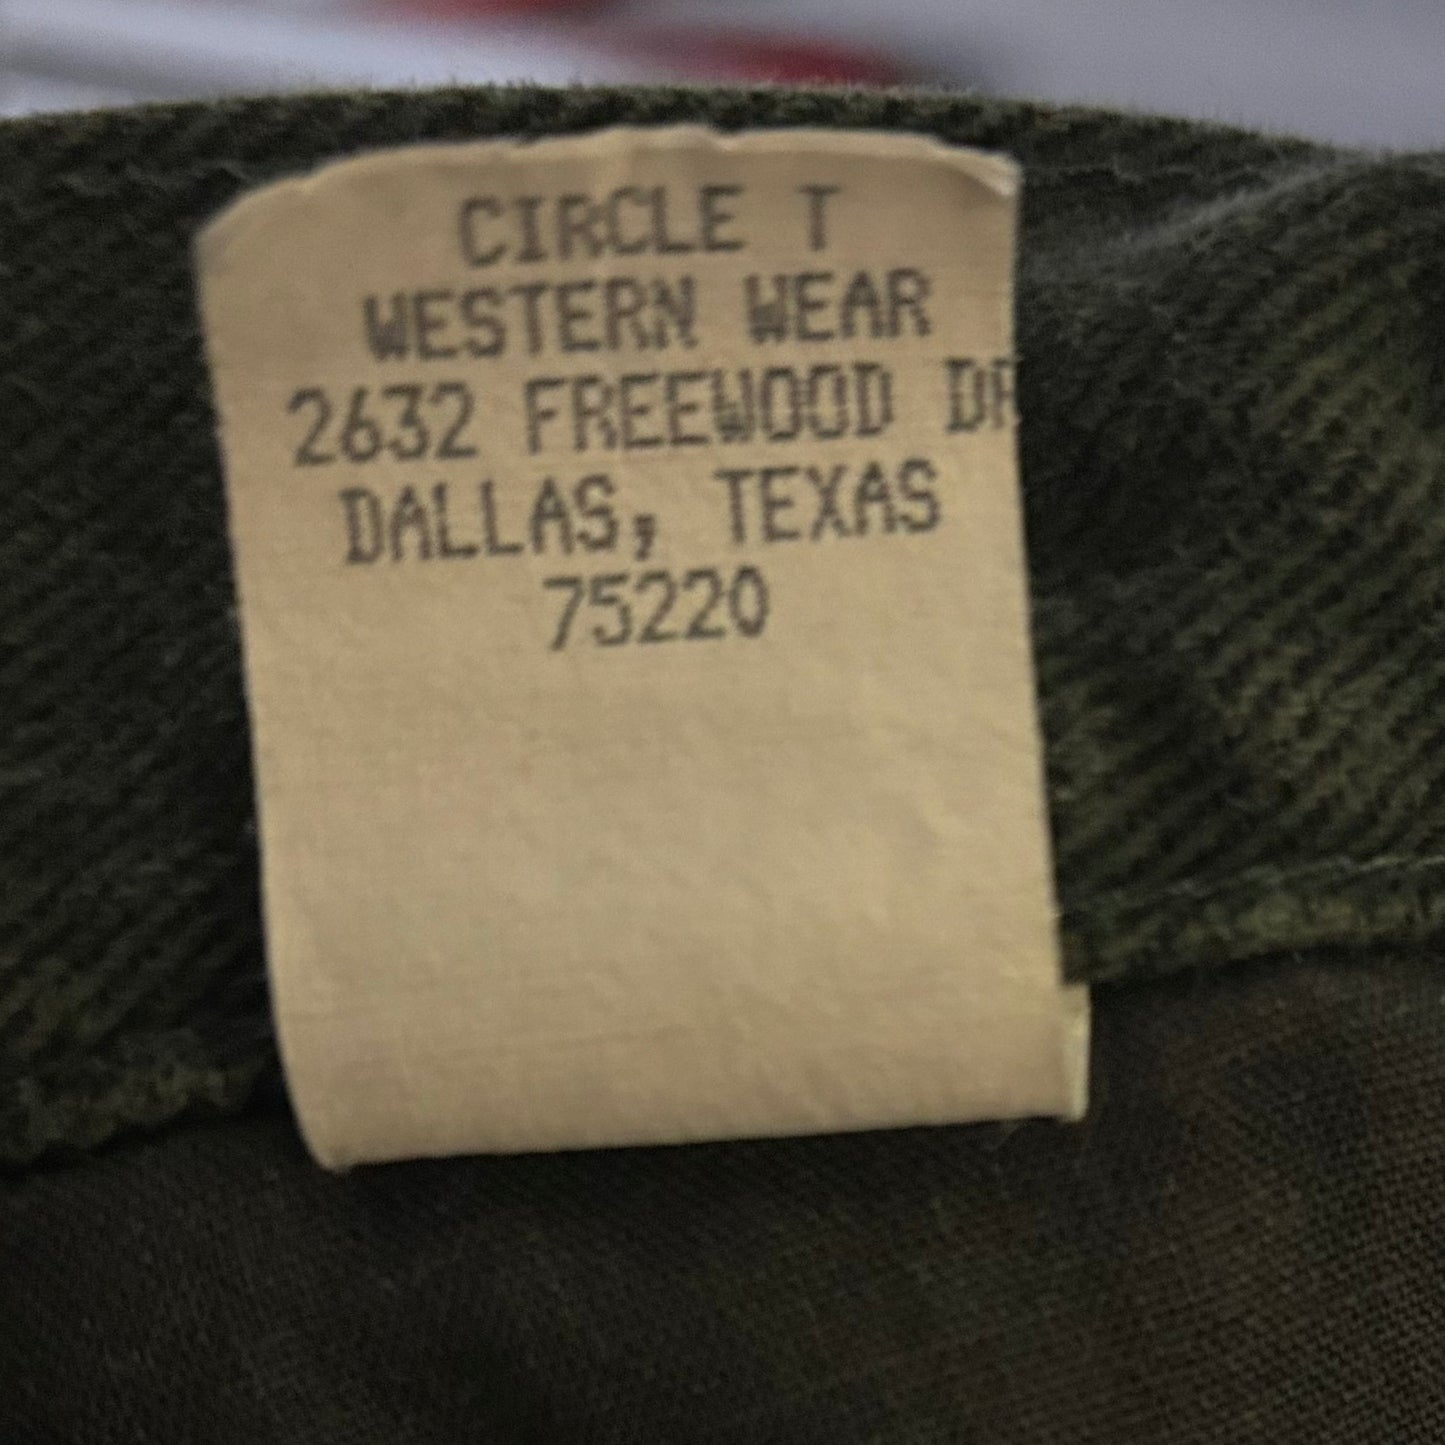 CIRCLE T
WESTERN WEAR
2632 FREEWOOD DR
DALLAS, TEXAS
75220